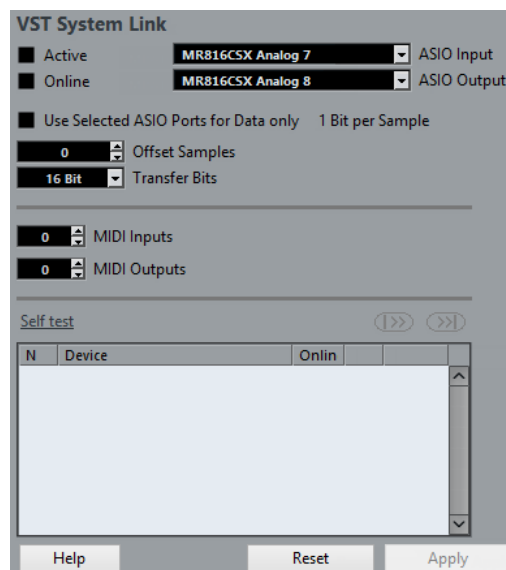 VST System Link
Active MR816CSX Analog 7 ASIO Input
Online MR816CSX Analog 8 ASIO Output
Use Selected ASIO Ports for Data only 1 Bit per Sample
0 Offset Samples
16 Bit Transfer Bits
0 MIDI Inputs
0 MIDI Outputs
Self test
N Device Onlin
Help Reset Apply